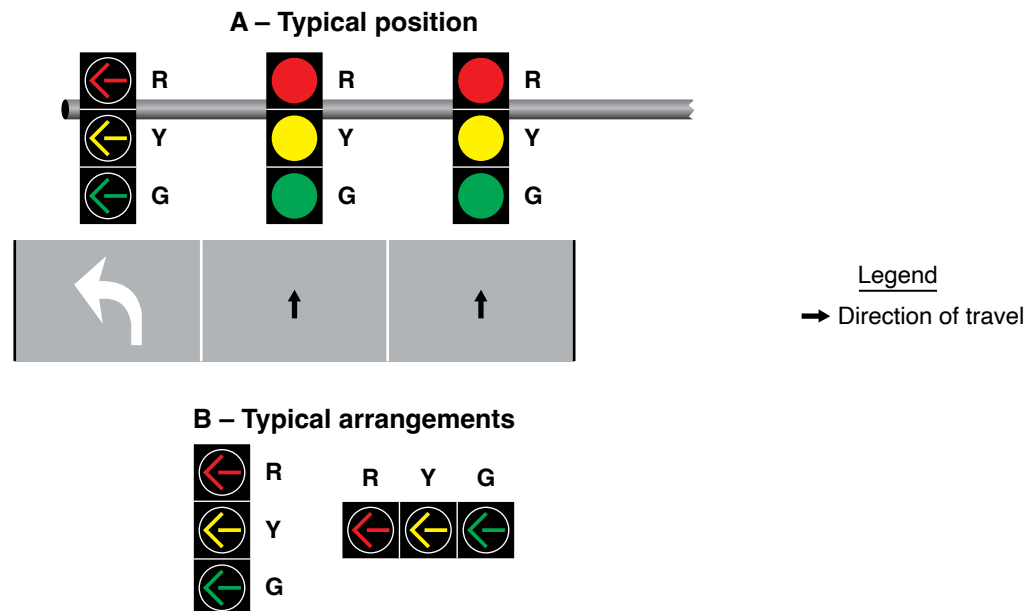 A – Typical position
R R R
Y Y Y
G G G
Legend
Direction of travel
B – Typical arrangements
R
Y
G
R Y G